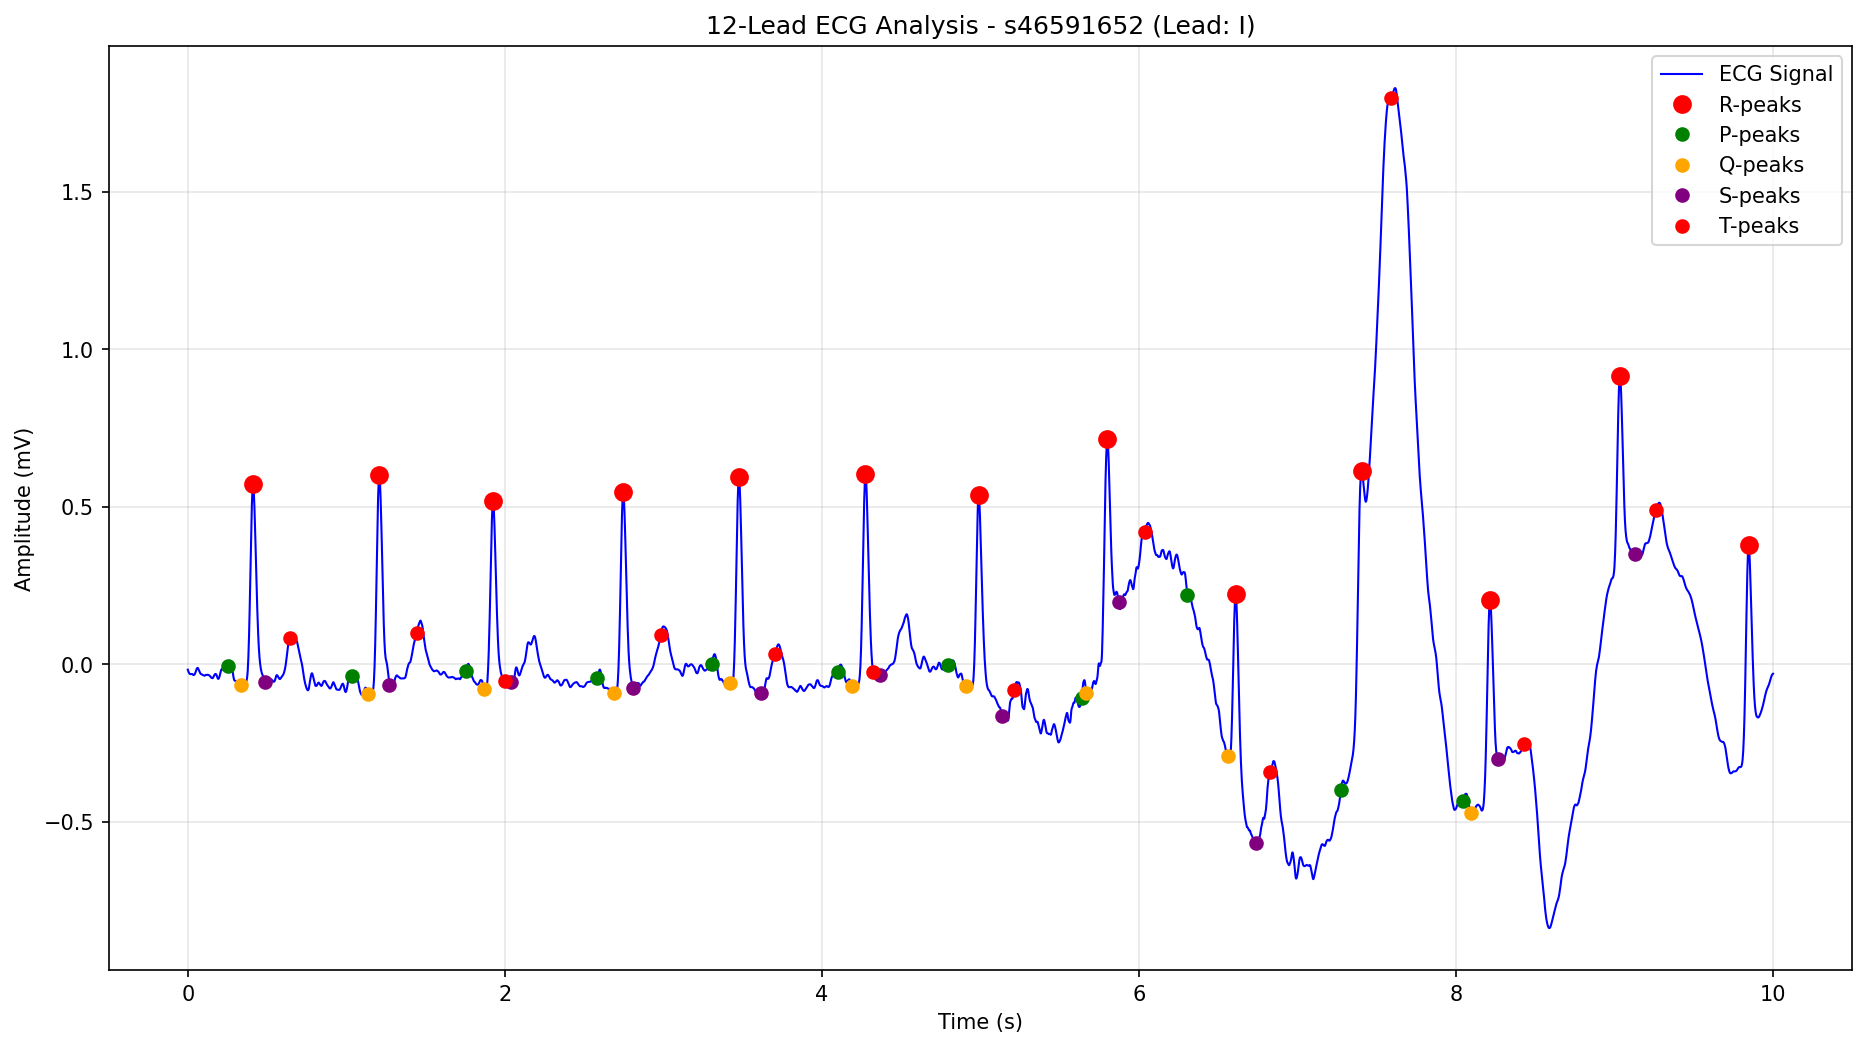 12-Lead ECG Analysis - s46591652 (Lead: I)
ECG Signal
R-peaks
P-peaks
Q-peaks
S-peaks
T-peaks
Amplitude (mV)
1.5
1.0
0.5
0.0
−0.5
0
2
4
6
8
10
Time (s)